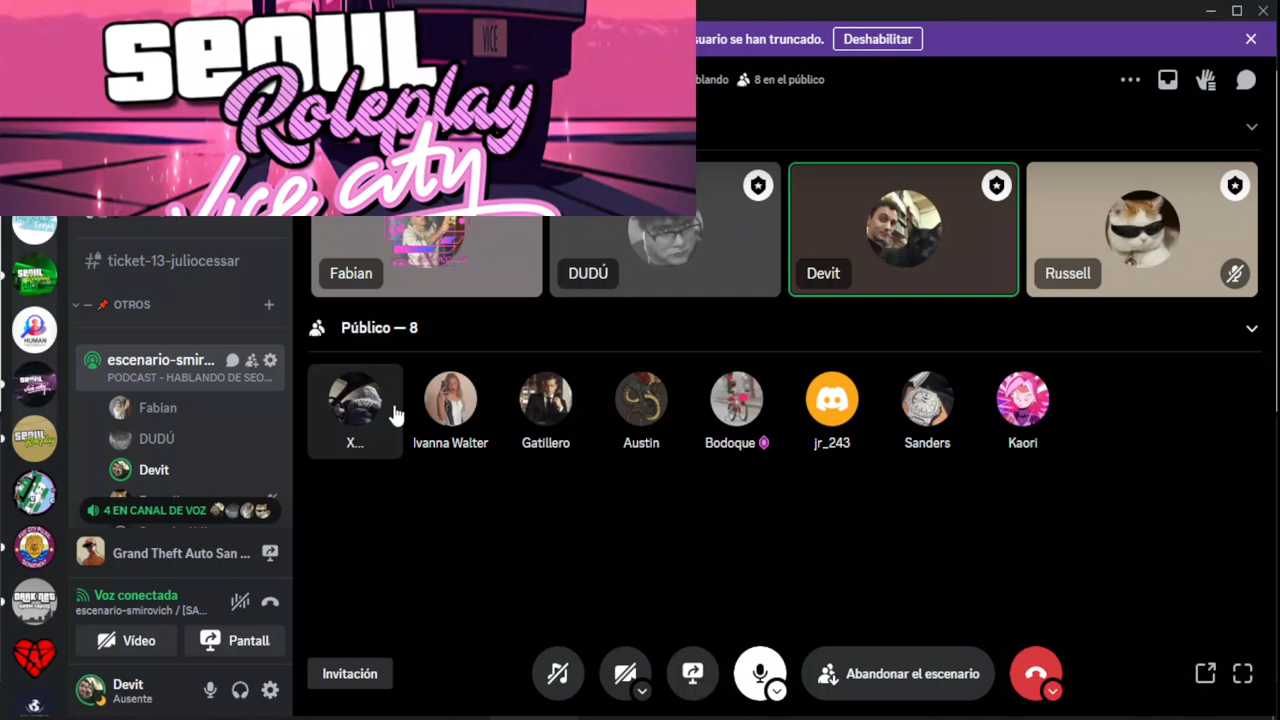 SEOUL
Roleplay
Vice City
VICE
suario se han truncado.
Deshabilitar
blando
8 en el público
ticket-13-juliocessar
OTROS
escenario-smir...
PODCAST - HABLANDO DE SEO...
Fabian
DUDÚ
Devit
4 EN CANAL DE VOZ
Grand Theft Auto San ...
Voz conectada
escenario-smirovich / [SA...
Vídeo
Pantall
Devit
Ausente
Fabian
DUDÚ
Devit
Russell
Público — 8
X...
Ivanna Walter
Gatillero
Austin
Bodoque
jr_243
Sanders
Kaori
Invitación
Abandonar el escenario
HUMAN